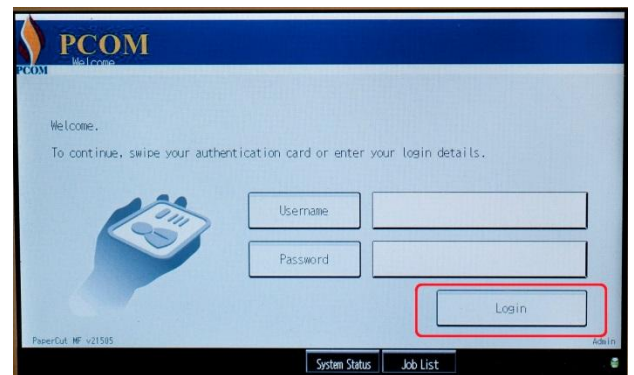 PCOM
Welcome
PCOM
Welcome.
To continue, swipe your authentication card or enter your login details.
Username
Password
Login
PaperCut MF v21505
Admin
System Status Job List